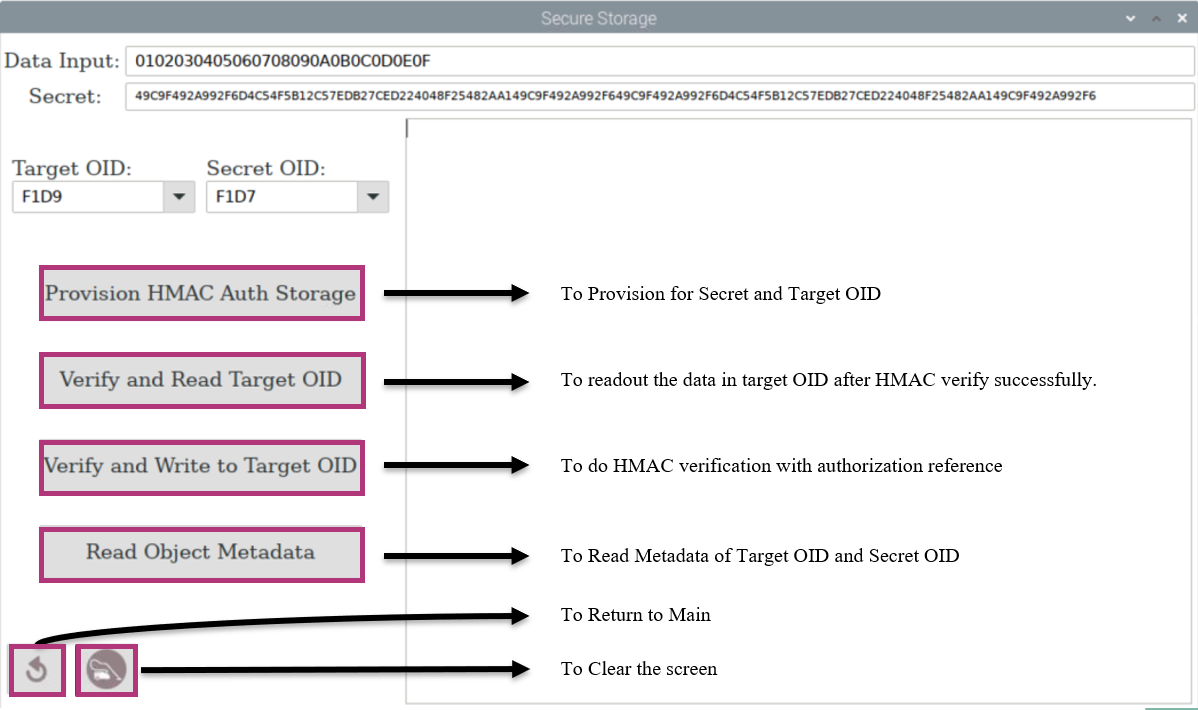 Secure Storage
Data Input: 0102030405060708090A0B0C0D0E0F
Secret: 49C9F492A992F6D4C54F5B12C57EDB27CED224048F25482AA149C9F492A992F649C9F492A992F6D4C54F5B12C57EDB27CED224048F25482AA149C9F492A992F6
Target OID: Secret OID:
F1D9 F1D7
Provision HMAC Auth Storage To Provision for Secret and Target OID
Verify and Read Target OID To readout the data in target OID after HMAC verify successfully.
Verify and Write to Target OID To do HMAC verification with authorization reference
Read Object Metadata To Read Metadata of Target OID and Secret OID
To Return to Main
To Clear the screen